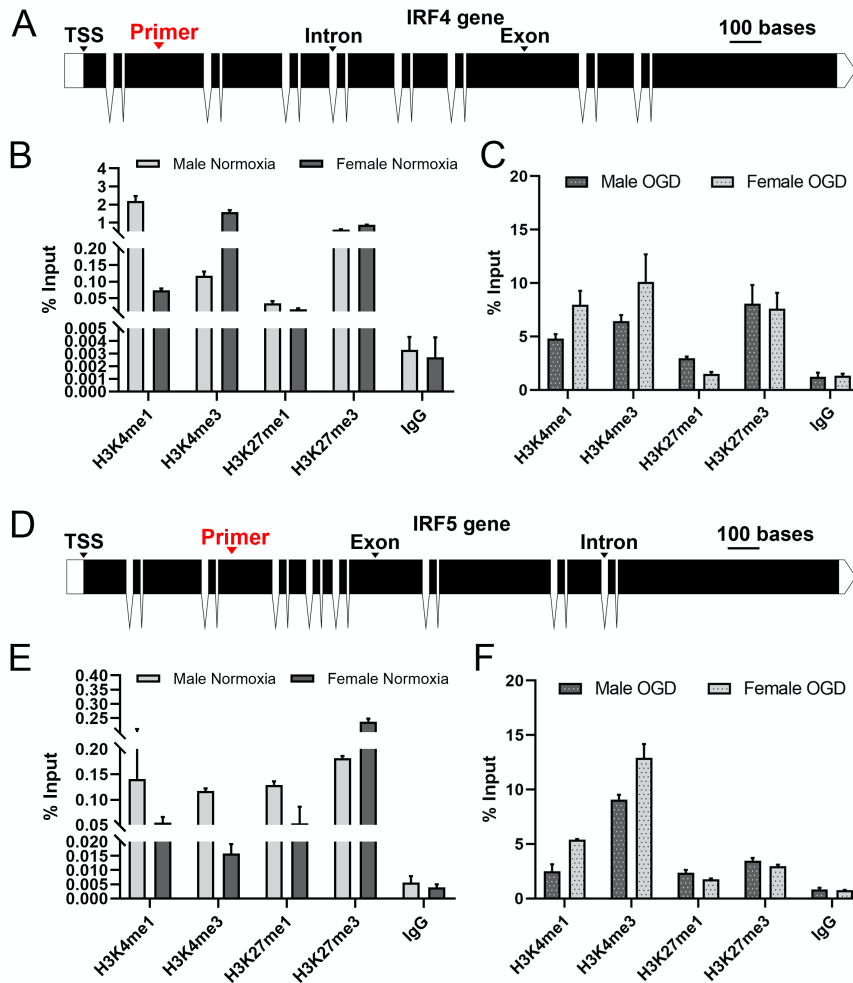 A
IRF4 gene
TSS
Primer
Intron
Exon
100 bases
B
Male Normoxia
Female Normoxia
% Input
4
3
2
1
0.20
0.10
0.05
0.005
0.004
0.003
0.002
0.001
0.000
H3K4me1
H3K4me3
H3K27me1
H3K27me3
IgG
C
Male OGD
Female OGD
% Input
20
15
10
5
0
H3K4me1
H3K4me3
H3K27me1
H3K27me3
IgG
D
IRF5 gene
TSS
Primer
Exon
Intron
100 bases
E
Male Normoxia
Female Normoxia
% Input
0.40
0.35
0.30
0.25
0.20
0.15
0.10
0.05
0.020
0.015
0.010
0.005
0.000
H3K4me1
H3K4me3
H3K27me1
H3K27me3
IgG
F
Male OGD
Female OGD
% Input
20
15
10
5
0
H3K4me1
H3K4me3
H3K27me1
H3K27me3
IgG